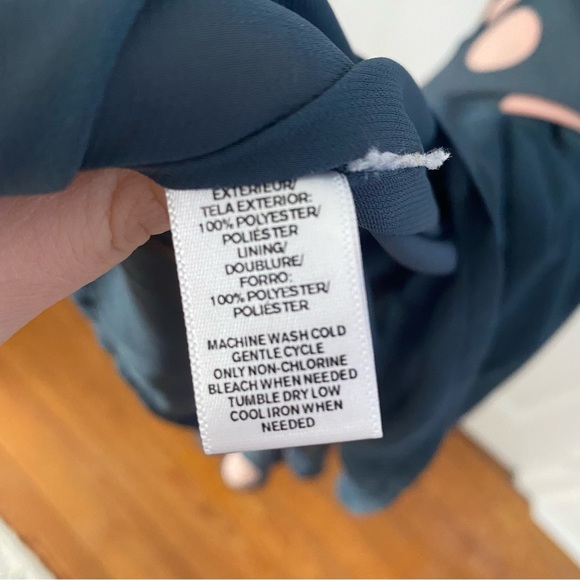 EXTÉRIEUR/
TELA EXTERIOR:
100% POLYESTER/
POLIÉSTER
LINING/
DOUBLURE/
FORRO:
100% POLYESTER/
POLIÉSTER
MACHINE WASH COLD
GENTLE CYCLE
ONLY NON-CHLORINE
BLEACH WHEN NEEDED
TUMBLE DRY LOW
COOL IRON WHEN
NEEDED